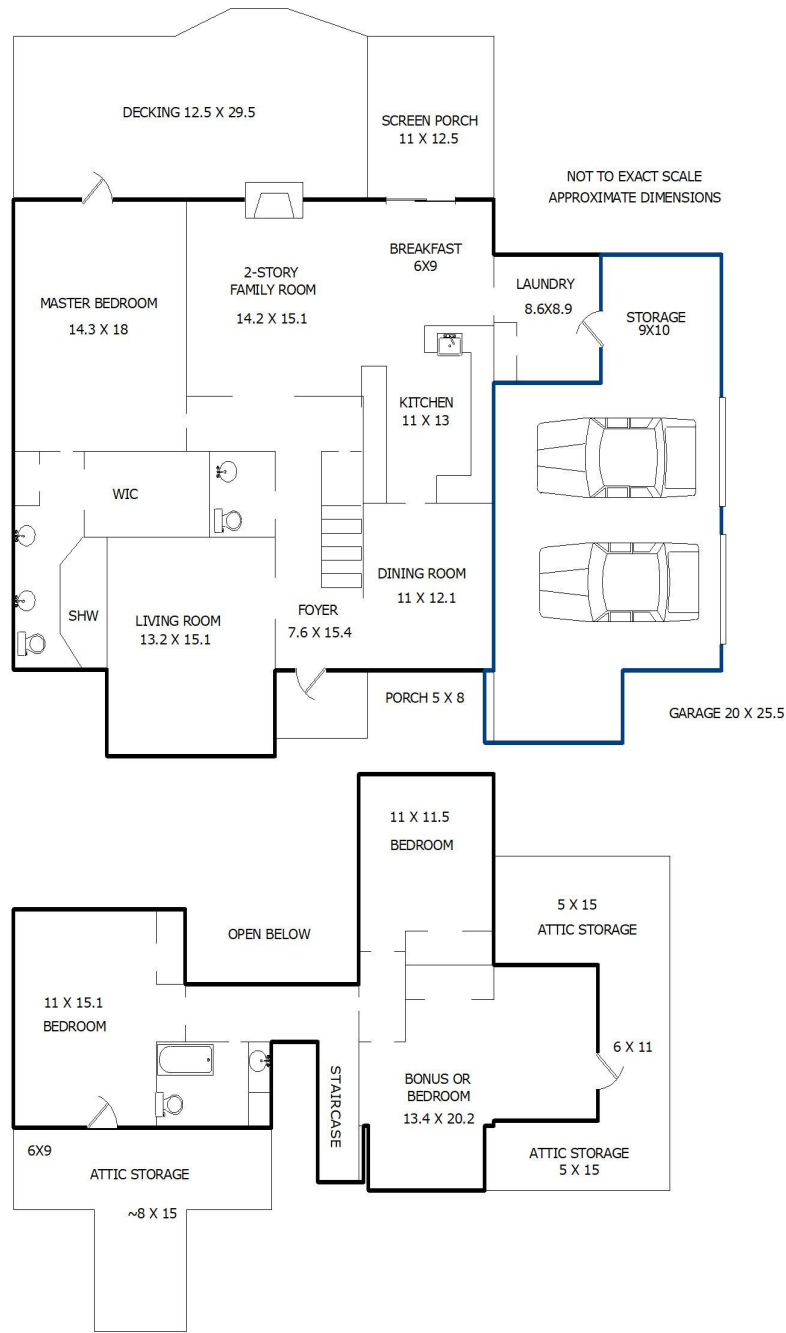 DECKING 12.5 X 29.5
SCREEN PORCH
11 X 12.5
NOT TO EXACT SCALE
APPROXIMATE DIMENSIONS
BREAKFAST
6X9
2-STORY
FAMILY ROOM
14.2 X 15.1
LAUNDRY
8.6X8.9
MASTER BEDROOM
14.3 X 18
STORAGE
9X10
KITCHEN
11 X 13
WIC
DINING ROOM
11 X 12.1
SHW
LIVING ROOM
13.2 X 15.1
FOYER
7.6 X 15.4
PORCH 5 X 8
GARAGE 20 X 25.5
11 X 11.5
BEDROOM
5 X 15
ATTIC STORAGE
OPEN BELOW
11 X 15.1
BEDROOM
6 X 11
STAIRCASE
BONUS OR
BEDROOM
13.4 X 20.2
6X9
ATTIC STORAGE
~8 X 15
ATTIC STORAGE
5 X 15